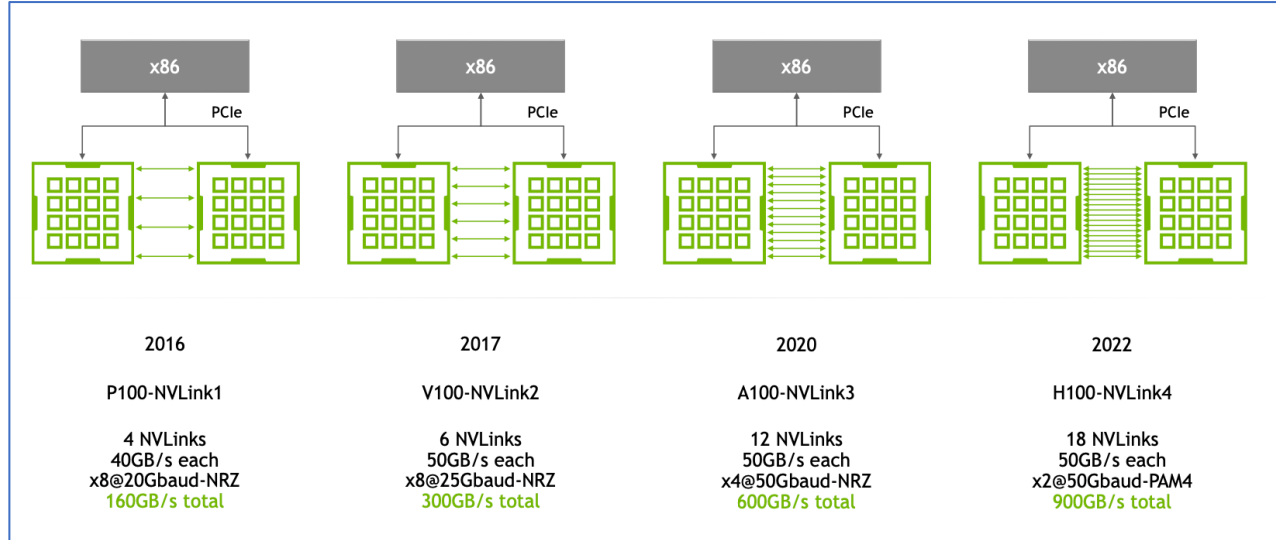 x86
PCIe
x86
PCIe
x86
PCIe
x86
PCIe
2016
P100-NVLink1
4 NVLinks
40GB/s each
x8@20Gbaud-NRZ
160GB/s total
2017
V100-NVLink2
6 NVLinks
50GB/s each
x8@25Gbaud-NRZ
300GB/s total
2020
A100-NVLink3
12 NVLinks
50GB/s each
x4@50Gbaud-NRZ
600GB/s total
2022
H100-NVLink4
18 NVLinks
50GB/s each
x2@50Gbaud-PAM4
900GB/s total